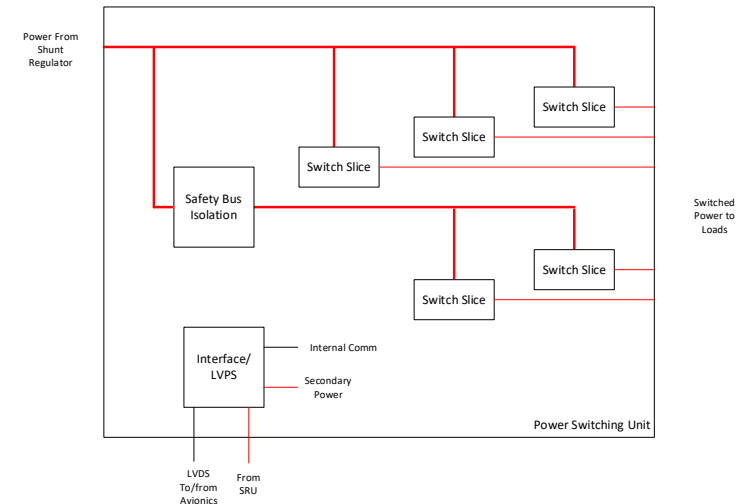 Power From
Shunt
Regulator
Switch Slice
Switch Slice
Switch Slice
Safety Bus
Isolation
Switched
Power to
Loads
Switch Slice
Switch Slice
Interface/
LVPS
Internal Comm
Secondary
Power
Power Switching Unit
LVDS
To/from
Avionics
From
SRU